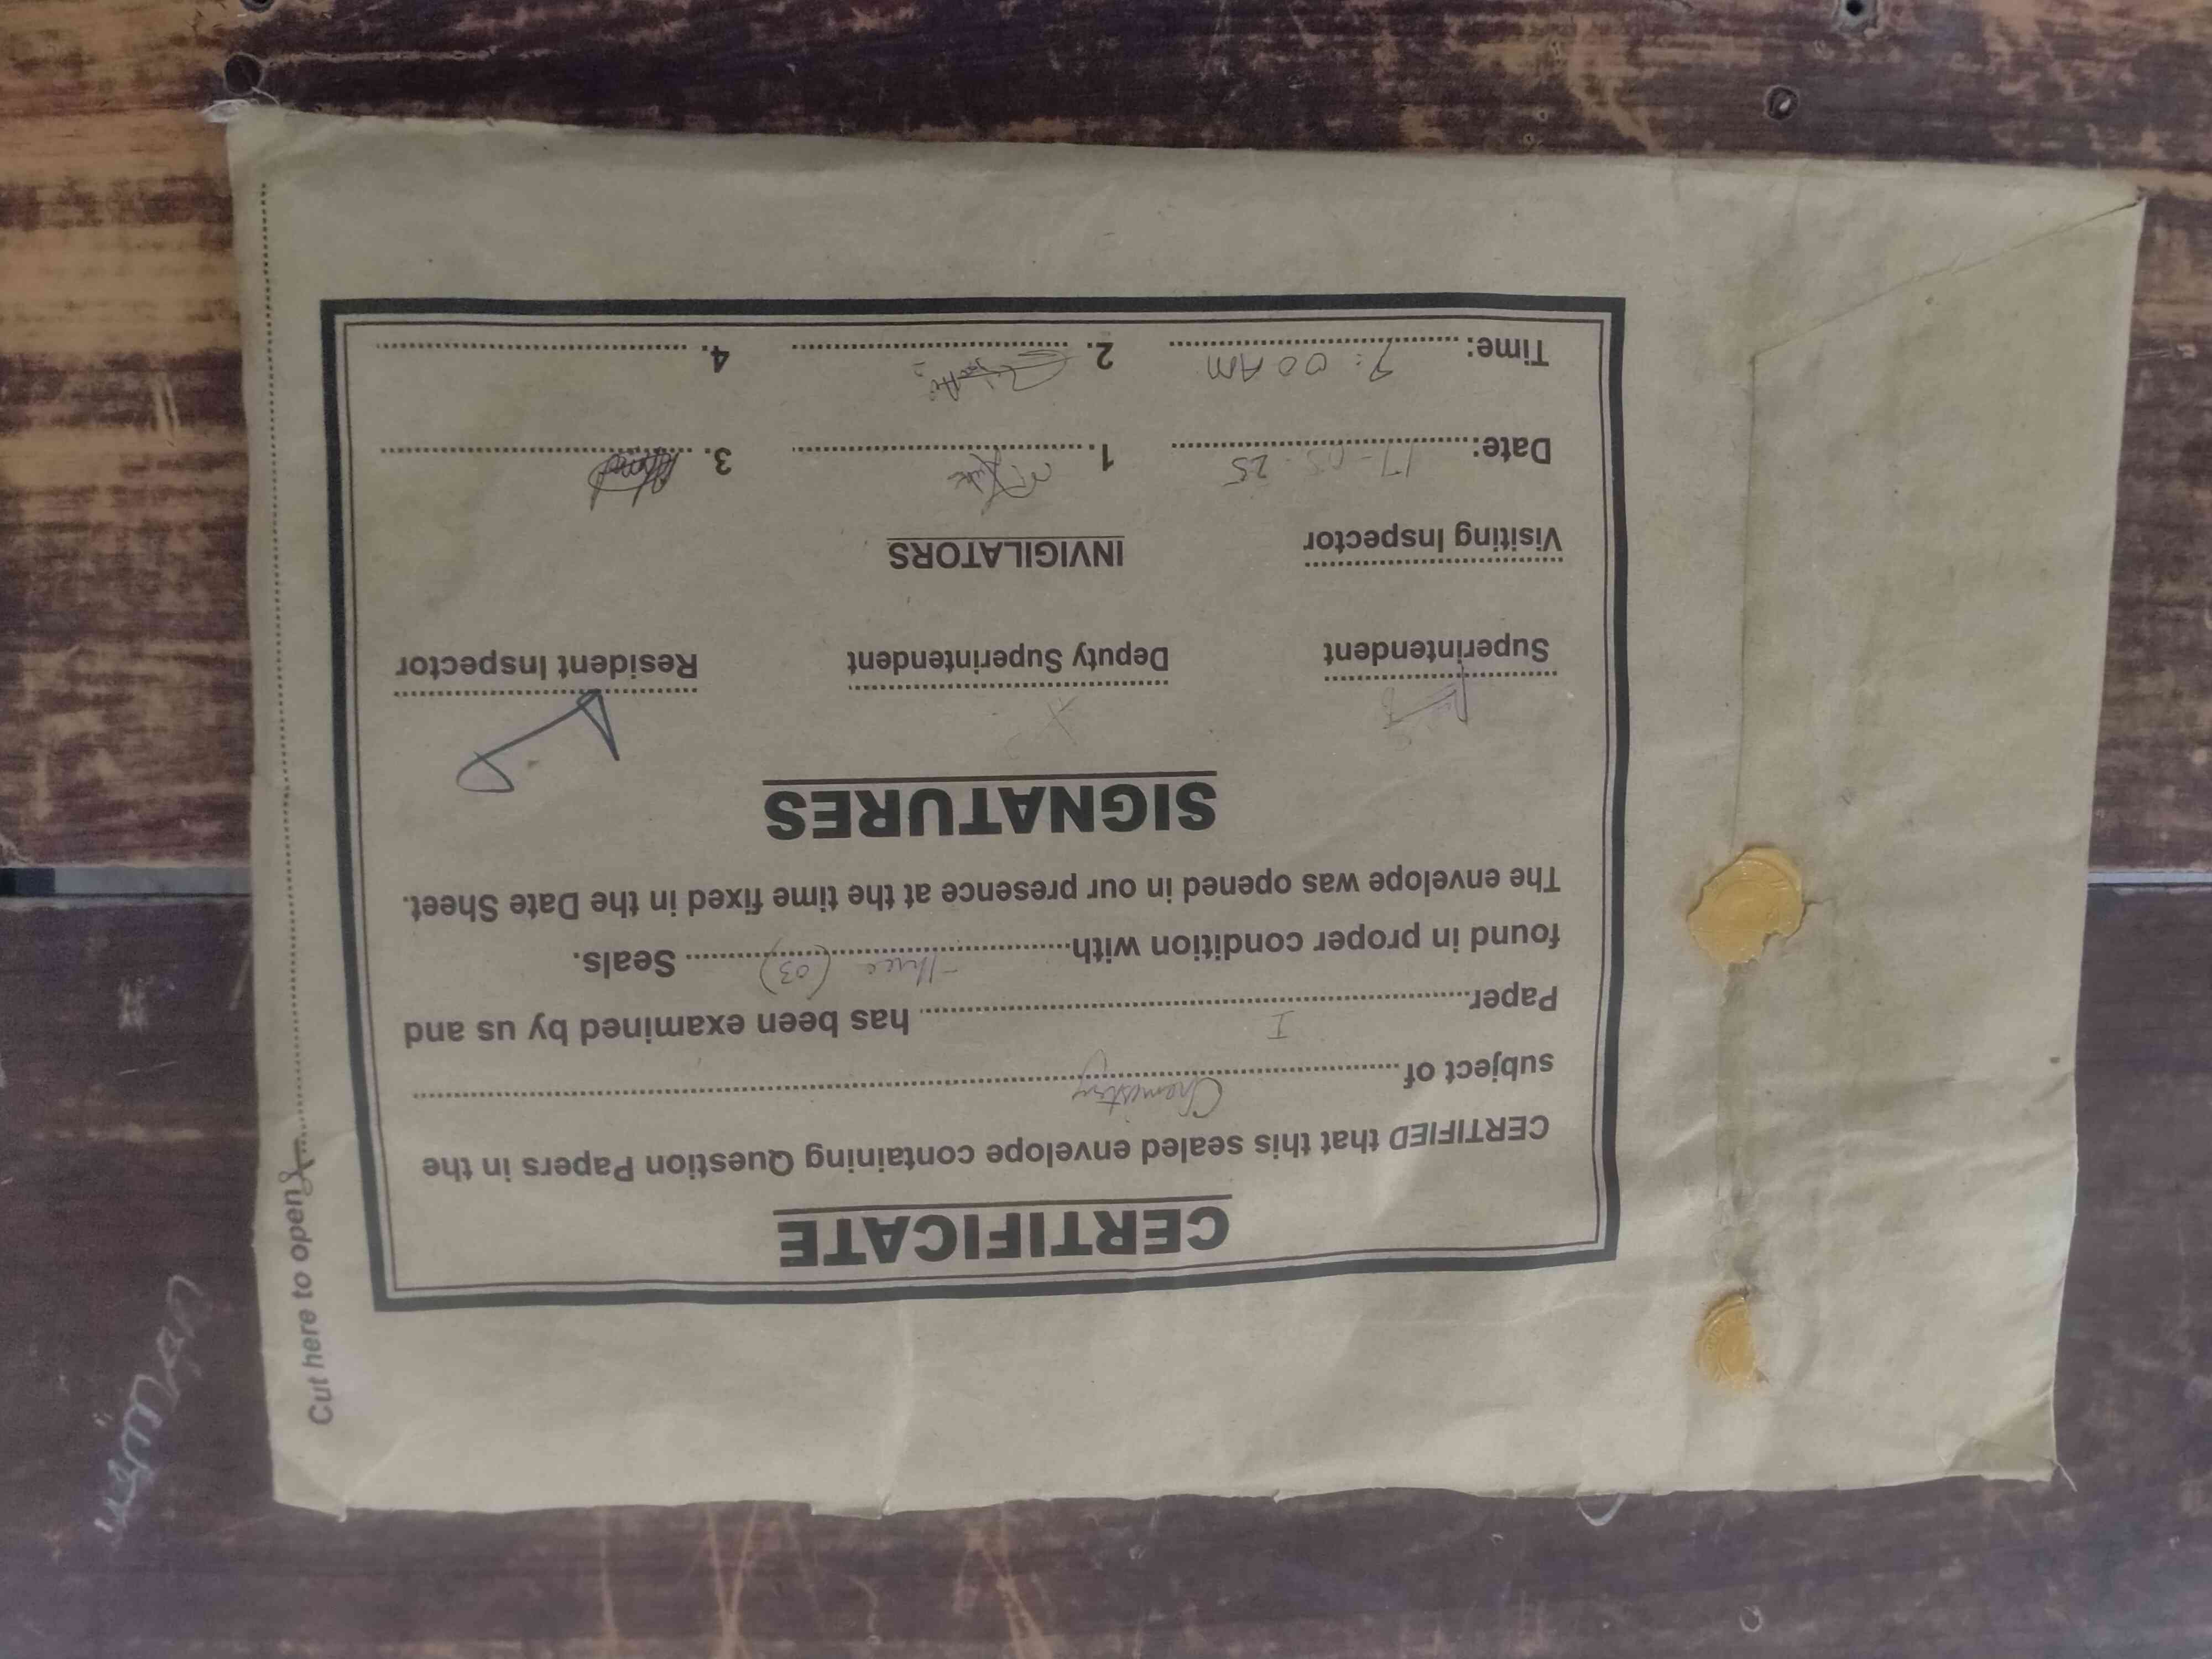 CERTIFICATE
CERTIFIED that this sealed envelope containing Question Papers in the
subject of Chemistry
Paper I has been examined by us and
found in proper condition with Three (03) Seals.
The envelope was opened in our presence at the time fixed in the Date Sheet.
SIGNATURES
Superintendent Deputy Superintendent Resident Inspector
Visiting Inspector INVIGILATORS
Date: 17-05-25 1. 3.
Time: 9:00 AM 2. 4.
Cut here to open